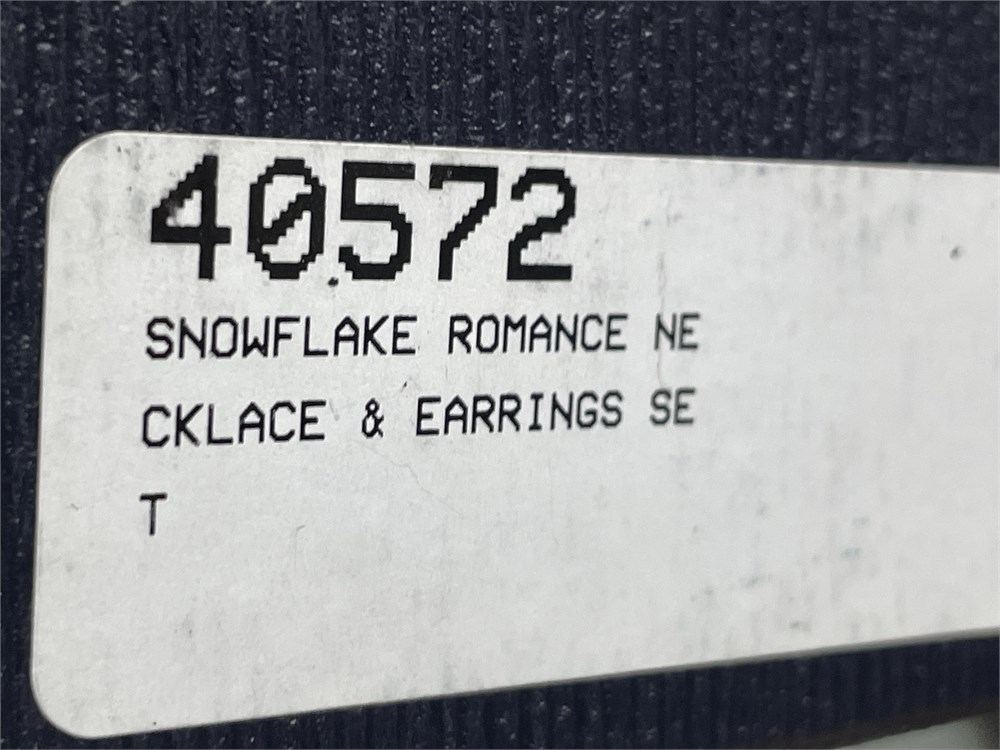 40572
SNOWFLAKE ROMANCE NE
CKLACE & EARRINGS SE
T